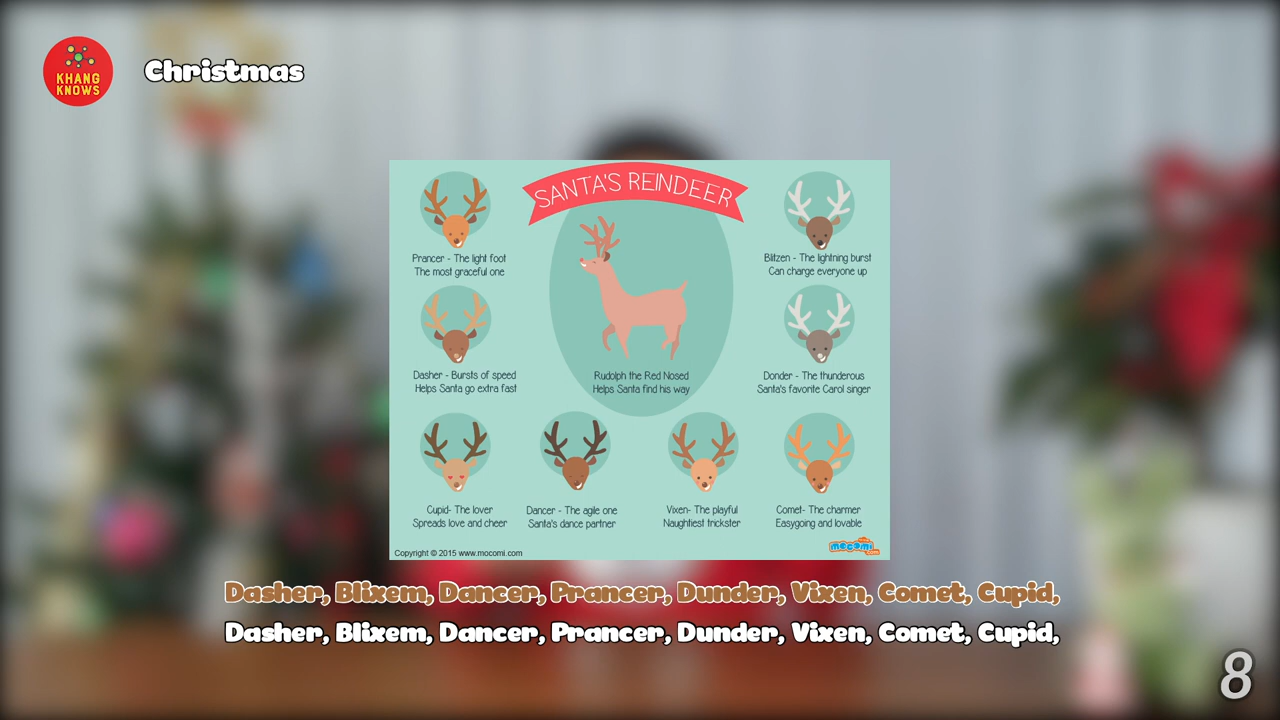 KHANG
KNOWS
Christmas
SANTA'S REINDEER
Prancer - The light foot
The most graceful one
Blitzen - The lightning burst
Can charge everyone up
Dasher - Bursts of speed
Helps Santa go extra fast
Rudolph the Red Nosed
Helps Santa find his way
Donder - The thunderous
Santa's favorite Carol singer
Cupid- The lover
Spreads love and cheer
Dancer - The agile one
Santa's dance partner
Vixen- The playful
Naughtiest trickster
Comet- The charmer
Easygoing and lovable
Copyright © 2015 www.mocomi.com
mocomi.com
Dasher, Blixem, Dancer, Prancer, Dunder, Vixen, Comet, Cupid,
Dasher, Blixem, Dancer, Prancer, Dunder, Vixen, Comet, Cupid,
8